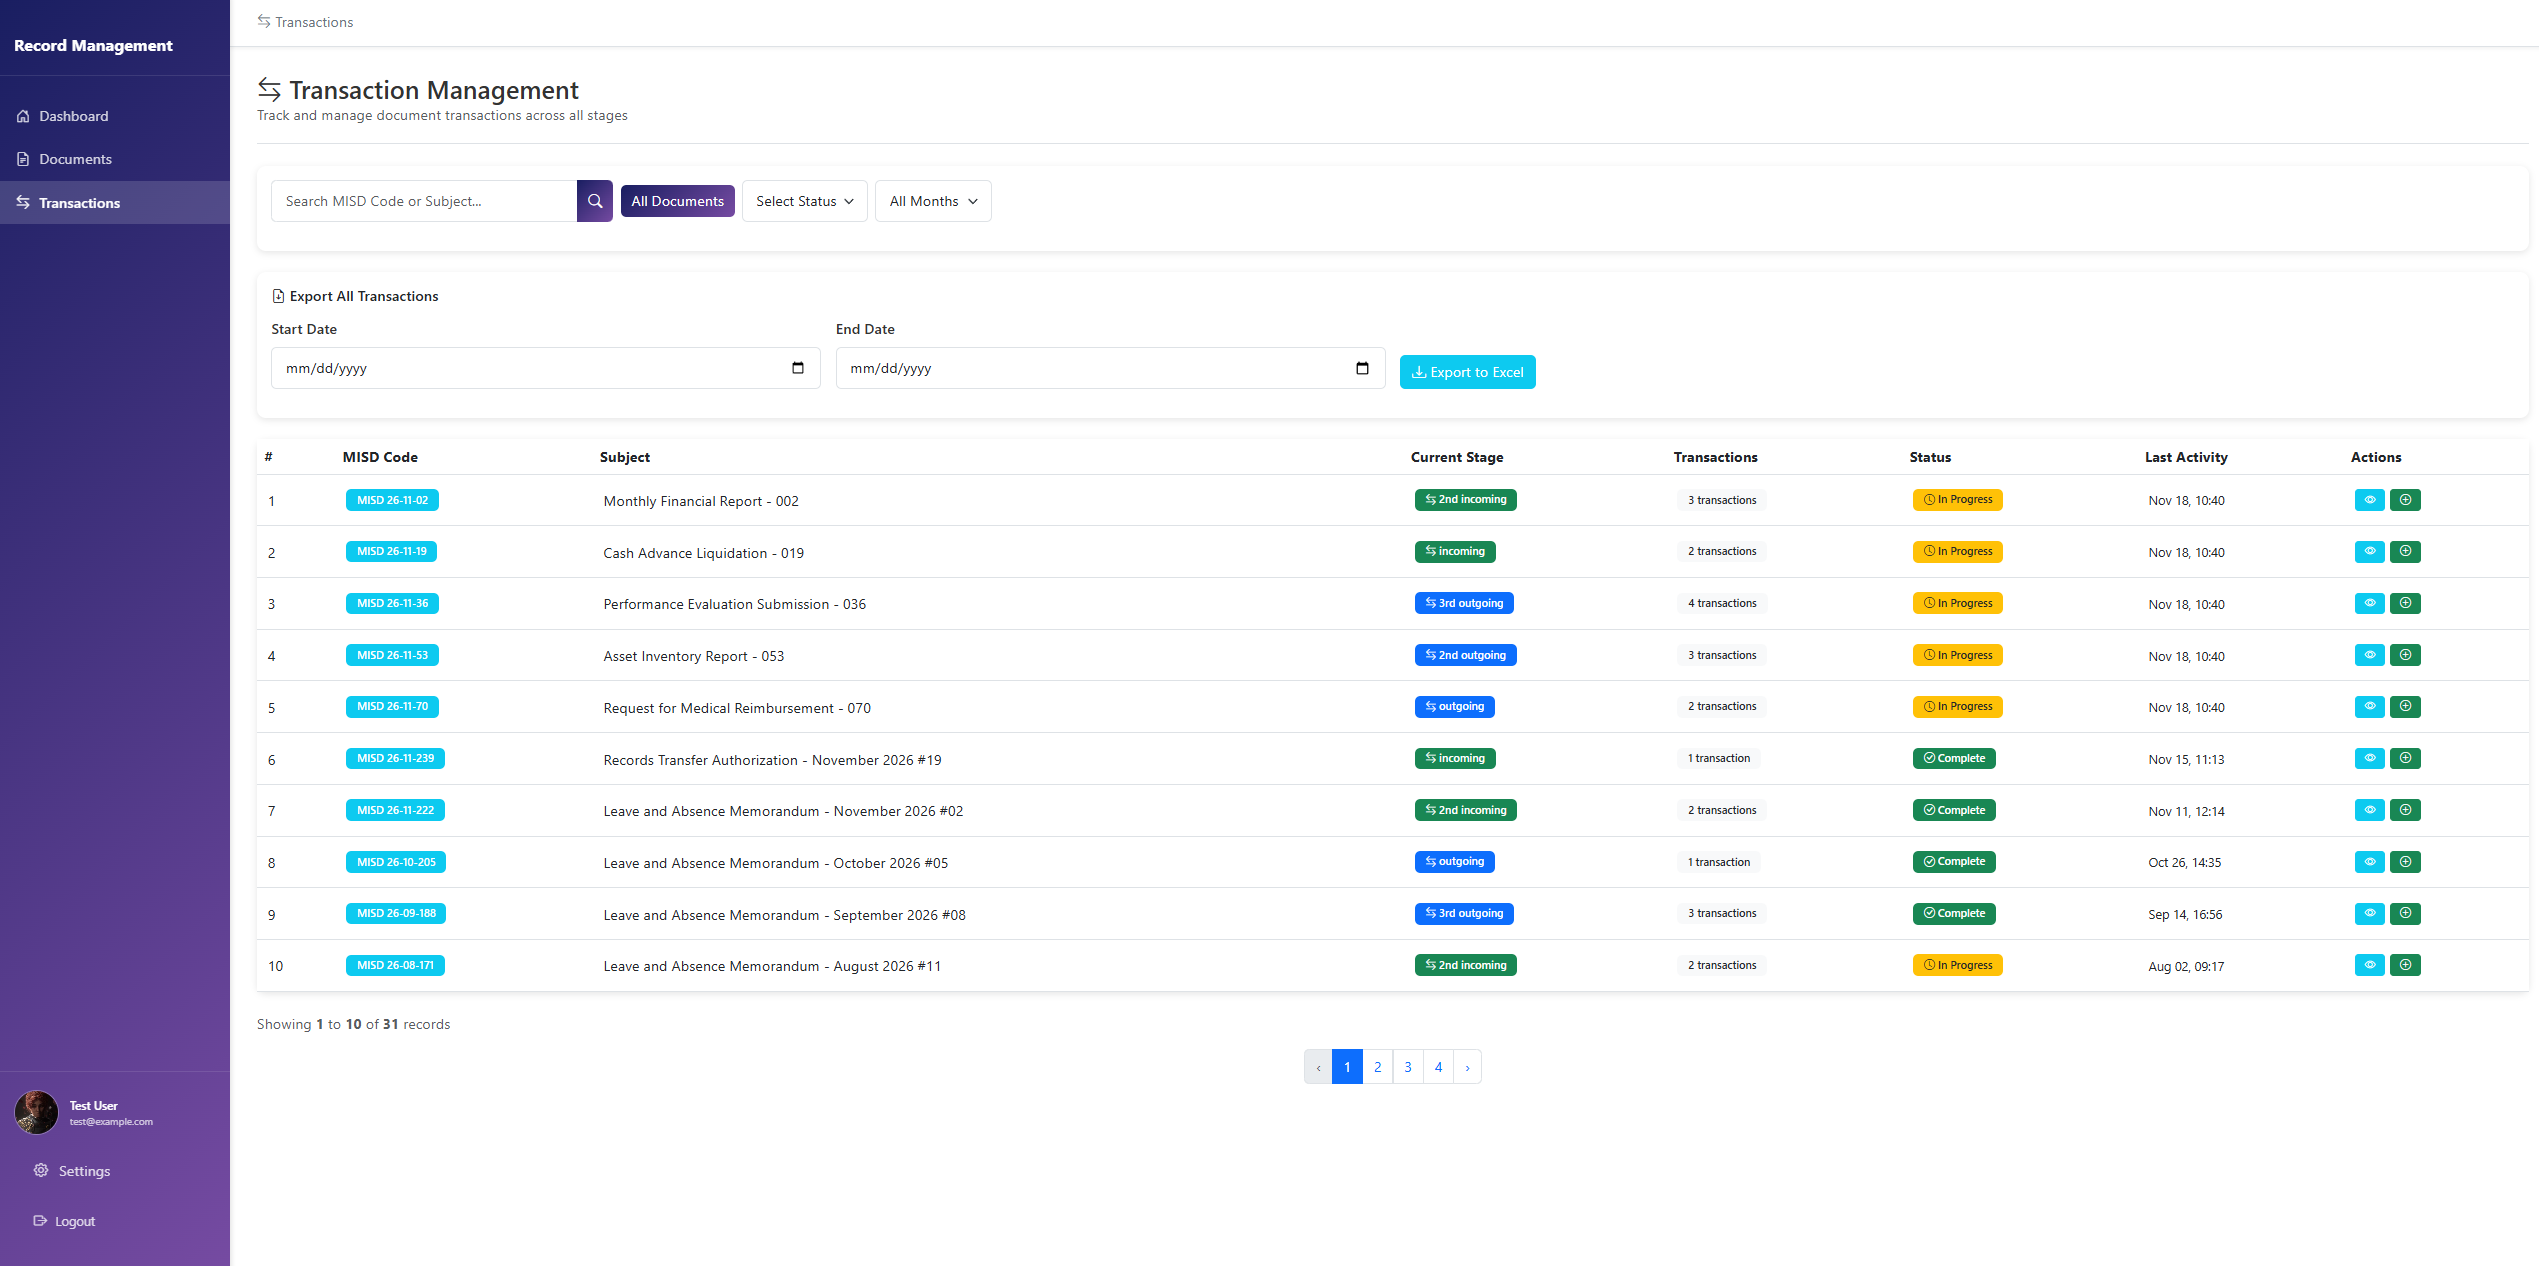 Record Management
Dashboard
Documents
Transactions
Test User
test@example.com
Settings
Logout
Transactions
Transaction Management
Track and manage document transactions across all stages
Search MISD Code or Subject... All Documents Select Status All Months
Export All Transactions
Start Date End Date
mm/dd/yyyy mm/dd/yyyy Export to Excel
# MISD Code Subject Current Stage Transactions Status Last Activity Actions
1 MISD 26-11-02 Monthly Financial Report - 002 2nd incoming 3 transactions In Progress Nov 18, 10:40
2 MISD 26-11-19 Cash Advance Liquidation - 019 incoming 2 transactions In Progress Nov 18, 10:40
3 MISD 26-11-36 Performance Evaluation Submission - 036 3rd outgoing 4 transactions In Progress Nov 18, 10:40
4 MISD 26-11-53 Asset Inventory Report - 053 2nd outgoing 3 transactions In Progress Nov 18, 10:40
5 MISD 26-11-70 Request for Medical Reimbursement - 070 outgoing 2 transactions In Progress Nov 18, 10:40
6 MISD 26-11-239 Records Transfer Authorization - November 2026 #19 incoming 1 transaction Complete Nov 15, 11:13
7 MISD 26-11-222 Leave and Absence Memorandum - November 2026 #02 2nd incoming 2 transactions Complete Nov 11, 12:14
8 MISD 26-10-205 Leave and Absence Memorandum - October 2026 #05 outgoing 1 transaction Complete Oct 26, 14:35
9 MISD 26-09-188 Leave and Absence Memorandum - September 2026 #08 3rd outgoing 3 transactions Complete Sep 14, 16:56
10 MISD 26-08-171 Leave and Absence Memorandum - August 2026 #11 2nd incoming 2 transactions In Progress Aug 02, 09:17
Showing 1 to 10 of 31 records
‹ 1 2 3 4 ›